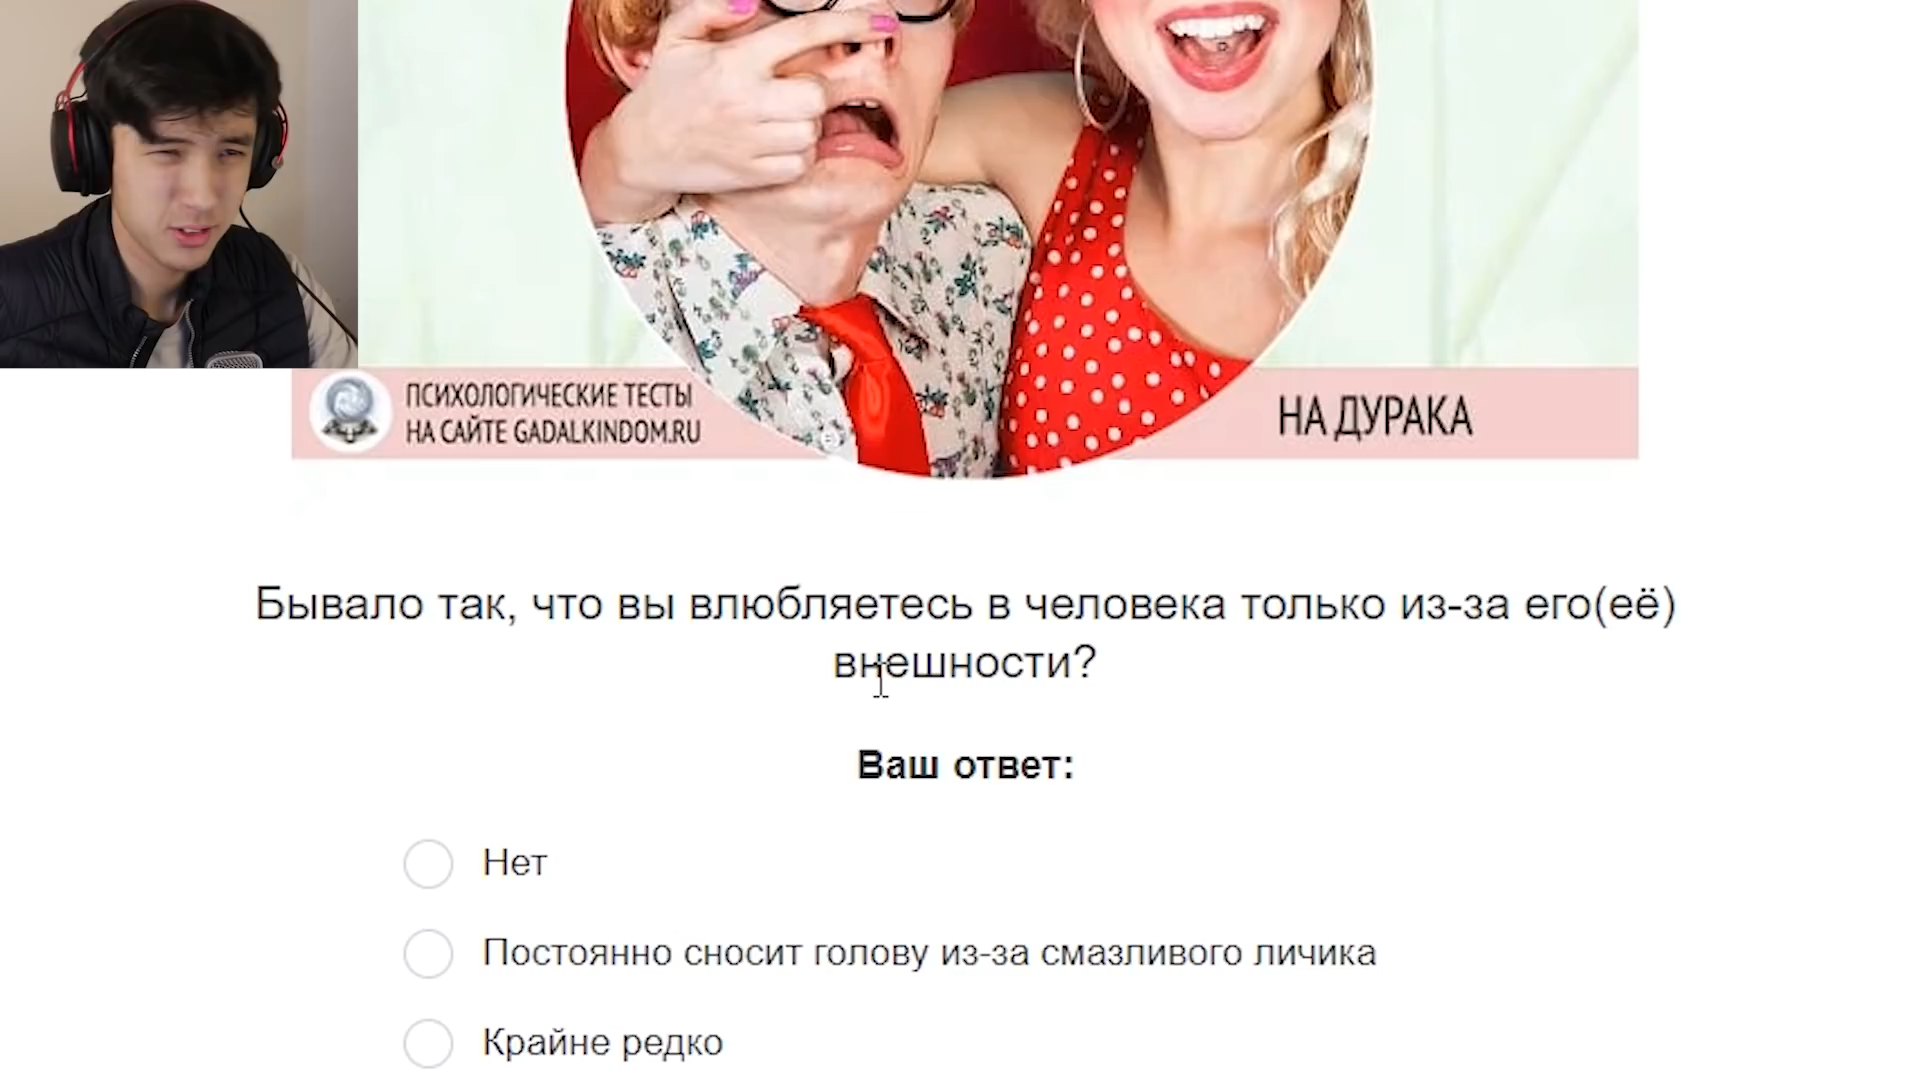 ПСИХОЛОГИЧЕСКИЕ ТЕСТЫ
НА САЙТЕ GADALKINDOM.RU
НА ДУРАКА
Бывало так, что вы влюбляетесь в человека только из-за его(её)
внешности?
Ваш ответ:
Нет
Постоянно сносит голову из-за смазливого личика
Крайне редко